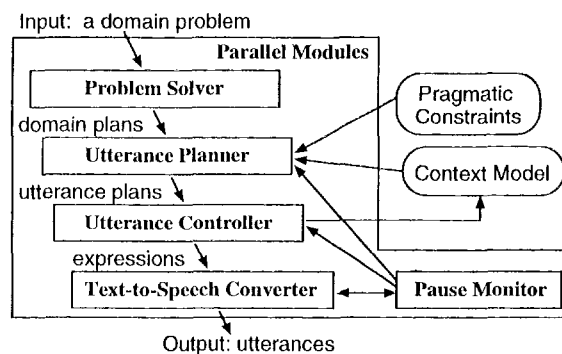 Input: a domain problem
Parallel Modules
Problem Solver
Pragmatic
Constraints
domain plans
Utterance Planner
Context Model
utterance plans
Utterance Controller
expressions
Text-to-Speech Converter
Pause Monitor
Output: utterances